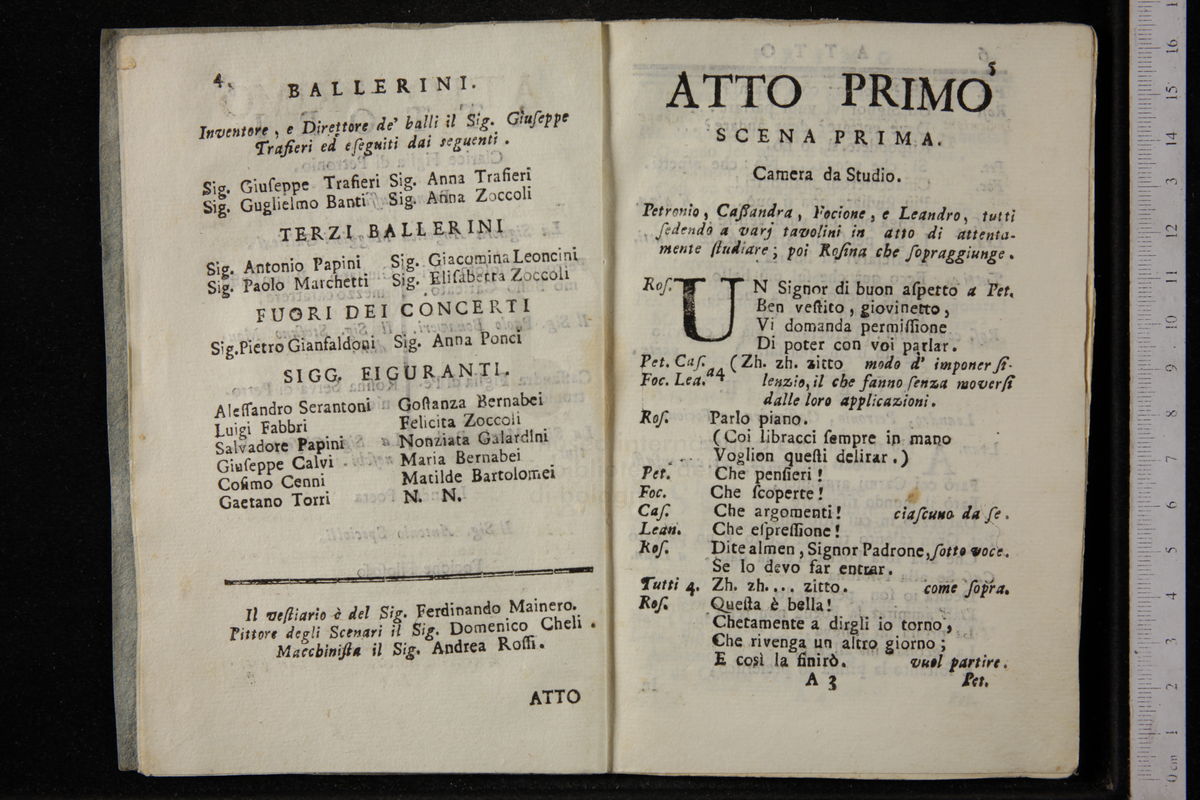 4.
BALLERINI.
Inventore, e Direttore de' balli il Sig. Giuſeppe
Traſieri ed eſeguiti dai seguenti.
Sig. Giuſeppe Trafieri Sig. Anna Trafieri
Sig. Guglielmo Banti Sig. Anna Zoccoli
TERZI BALLERINI
Sig. Antonio Papini Sig. Giacomina Leoncini
Sig. Paolo Marchetti Sig. Eliſabetta Zoccoli
FUORI DEI CONCERTI
Sig. Pietro Gianfaldoni Sig. Anna Ponci
SIGG. FIGURANTI.
Aleſſandro Serantoni Goſtanza Bernabei
Luigi Fabbri Felicita Zoccoli
Salvadore Papini Nonziata Galardini
Giuſeppe Calvi Maria Bernabei
Coſimo Cenni Matilde Bartolomei
Gaetano Torri N. N.
Il veſtiario è del Sig. Ferdinando Mainero.
Pittore degli Scenari il Sig. Domenico Cheli.
Macchiniſta il Sig. Andrea Roſſi.
ATTO
5
ATTO PRIMO
SCENA PRIMA.
Camera da Studio.
Petronio, Caſſandra, Focione, e Leandro, tutti
ſedendo a varj tavolini in atto di attenta-
mente ſtudiare; poi Roſina che ſopraggiunge.
Roſ. UN Signor di buon aſpetto a Pet.
Ben veſtito, giovinetto,
Vi domanda permiſſione
Di poter con voi parlar.
Pet. Caſ. (Zh. zh. zitto modo d' imponer ſi-
Foc. Lea. a4 lenzio, il che fanno ſenza moverſi
dalle loro applicazioni.
Roſ. Parlo piano.
(Coi libracci ſempre in mano
Voglion queſti delirar.)
Pet. Che penſieri!
Foc. Che ſcoperte!
Caſ. Che argomenti! ciaſcuno da ſe.
Lean. Che eſpreſſione!
Roſ. Dite almen, Signor Padrone, ſotto voce.
Se lo devo far entrar.
Tutti 4. Zh. zh.... zitto. come ſopra.
Roſ. Queſta è bella!
Chetamente a dirgli io torno,
Che rivenga un altro giorno;
E così la finirò. vuol partire.
A 3 Pet.